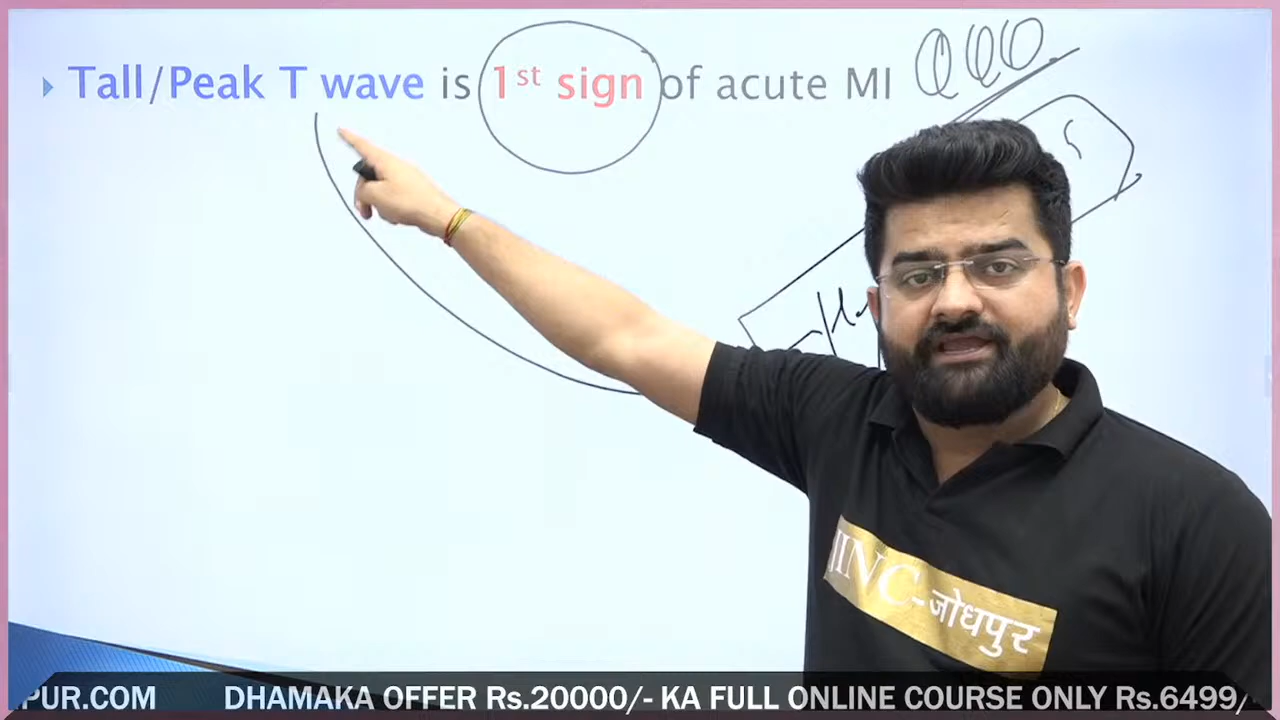 Tall/Peak T wave is 1st sign of acute MI
JINC-जोधपुर
PUR.COM DHAMAKA OFFER Rs.20000/- KA FULL ONLINE COURSE ONLY Rs.6499/-